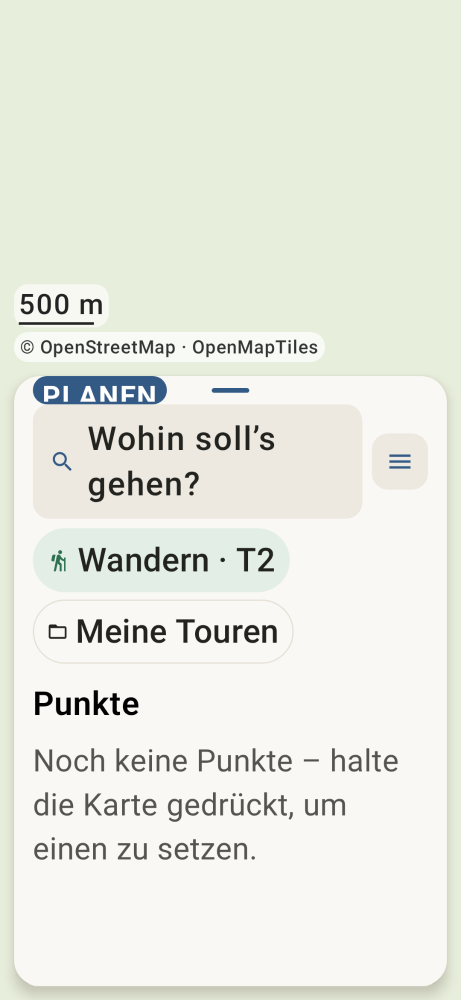 500 m
© OpenStreetMap · OpenMapTiles
PLANEN
Wohin soll’s
gehen?
Wandern · T2
Meine Touren
Punkte
Noch keine Punkte – halte
die Karte gedrückt, um
einen zu setzen.